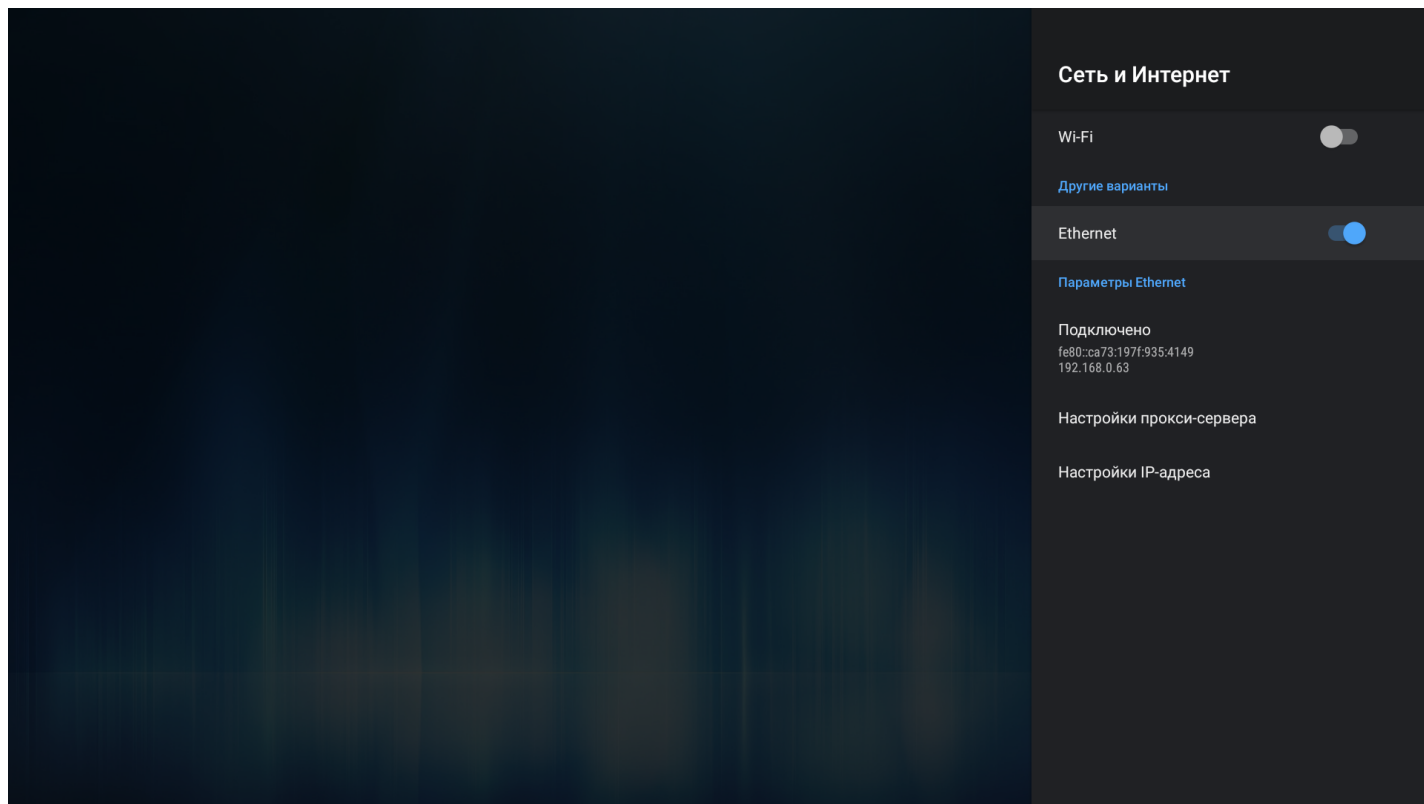 Сеть и Интернет
Wi-Fi
Другие варианты
Ethernet
Параметры Ethernet
Подключено
fe80::ca73:197f:935:4149
192.168.0.63
Настройки прокси-сервера
Настройки IP-адреса